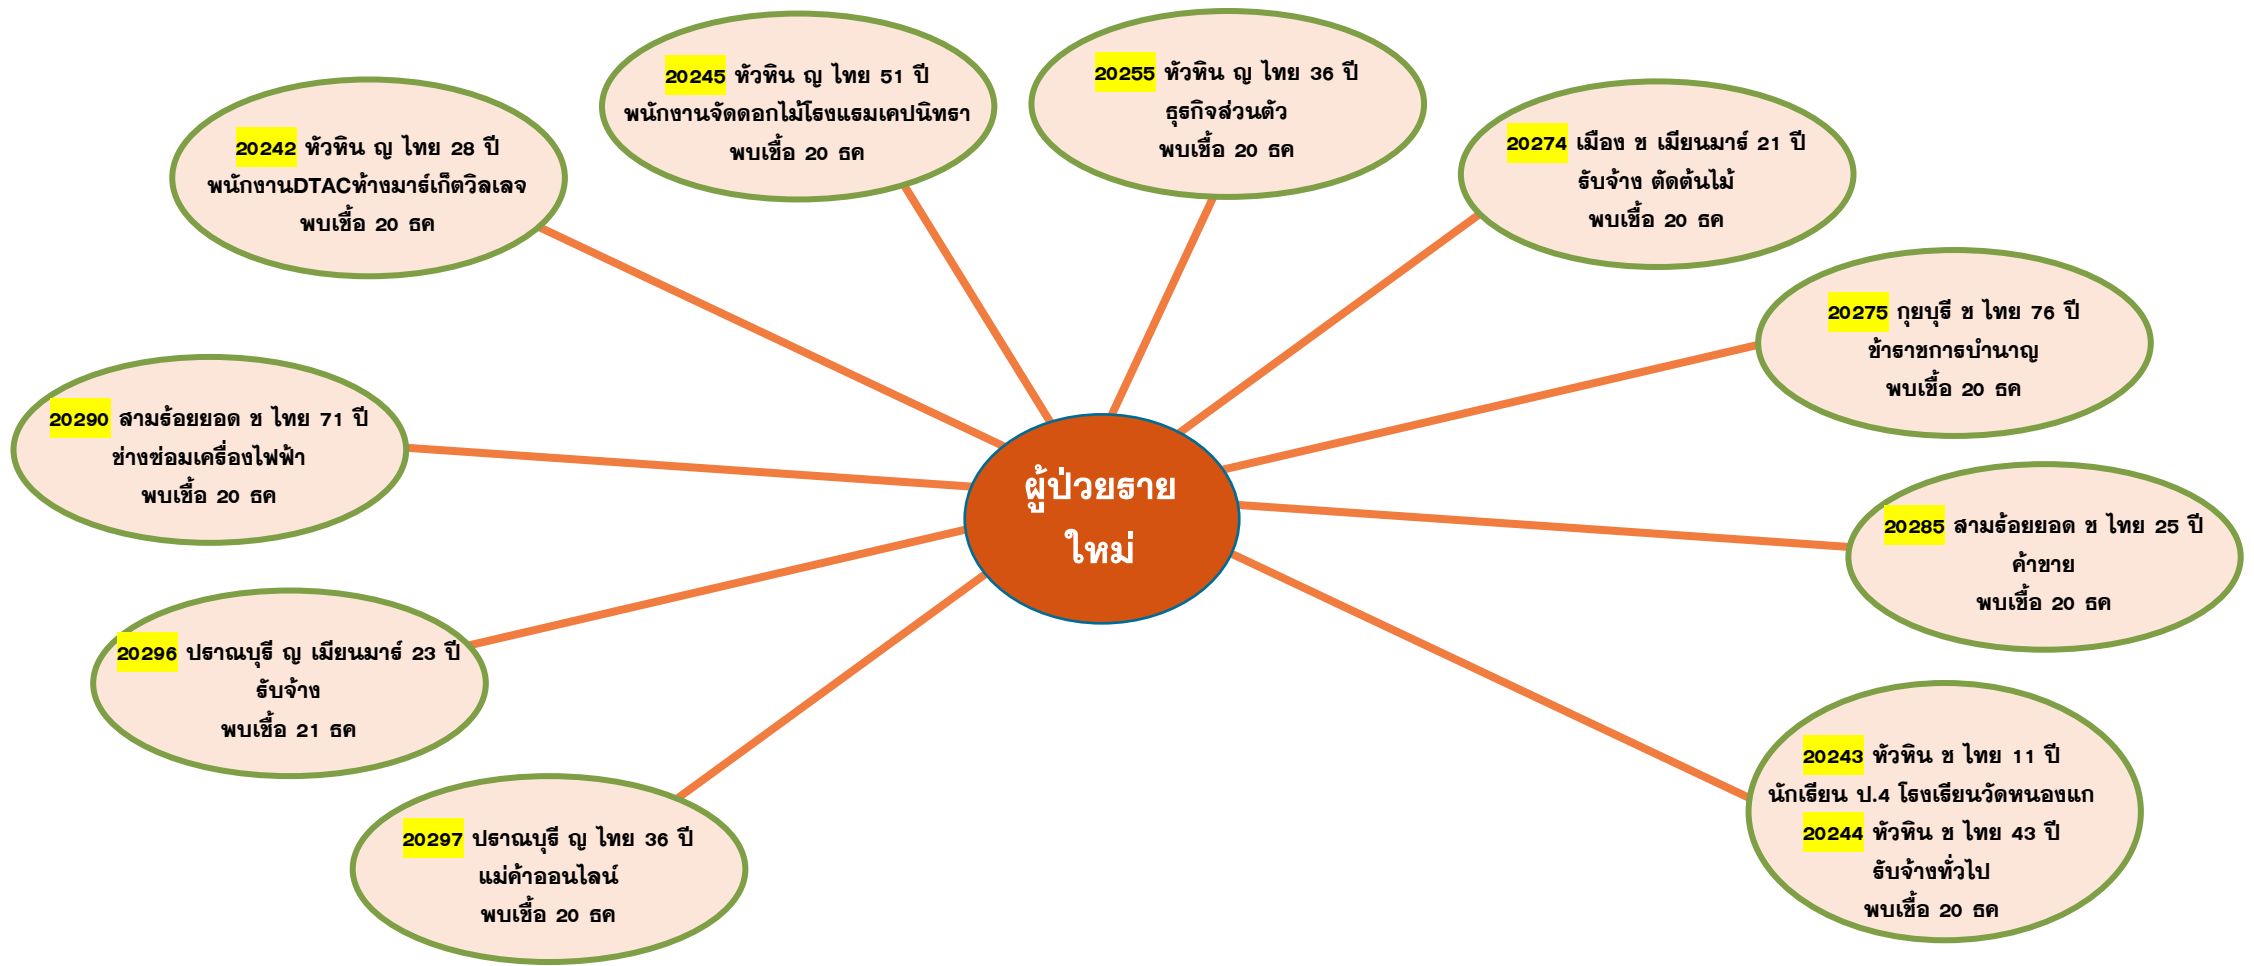 20245 หัวหิน ญ ไทย 51 ปี
พนักงานจัดดอกไม้โรงแรมเคปนิทรา
พบเชื้อ 20 ธค
20255 หัวหิน ญ ไทย 36 ปี
ธุรกิจส่วนตัว
พบเชื้อ 20 ธค
20242 หัวหิน ญ ไทย 28 ปี
พนักงานDTACห้างมาร์เก็ตวิลเลจ
พบเชื้อ 20 ธค
20274 เมือง ช เมียนมาร์ 21 ปี
รับจ้าง ตัดต้นไม้
พบเชื้อ 20 ธค
20275 กุยบุรี ช ไทย 76 ปี
ข้าราชการบำนาญ
พบเชื้อ 20 ธค
20290 สามร้อยยอด ช ไทย 71 ปี
ช่างซ่อมเครื่องไฟฟ้า
พบเชื้อ 20 ธค
ผู้ป่วยราย
ใหม่
20285 สามร้อยยอด ช ไทย 25 ปี
ค้าขาย
พบเชื้อ 20 ธค
20296 ปราณบุรี ญ เมียนมาร์ 23 ปี
รับจ้าง
พบเชื้อ 21 ธค
20243 หัวหิน ช ไทย 11 ปี
นักเรียน ป.4 โรงเรียนวัดหนองแก
20244 หัวหิน ช ไทย 43 ปี
รับจ้างทั่วไป
พบเชื้อ 20 ธค
20297 ปราณบุรี ญ ไทย 36 ปี
แม่ค้าออนไลน์
พบเชื้อ 20 ธค